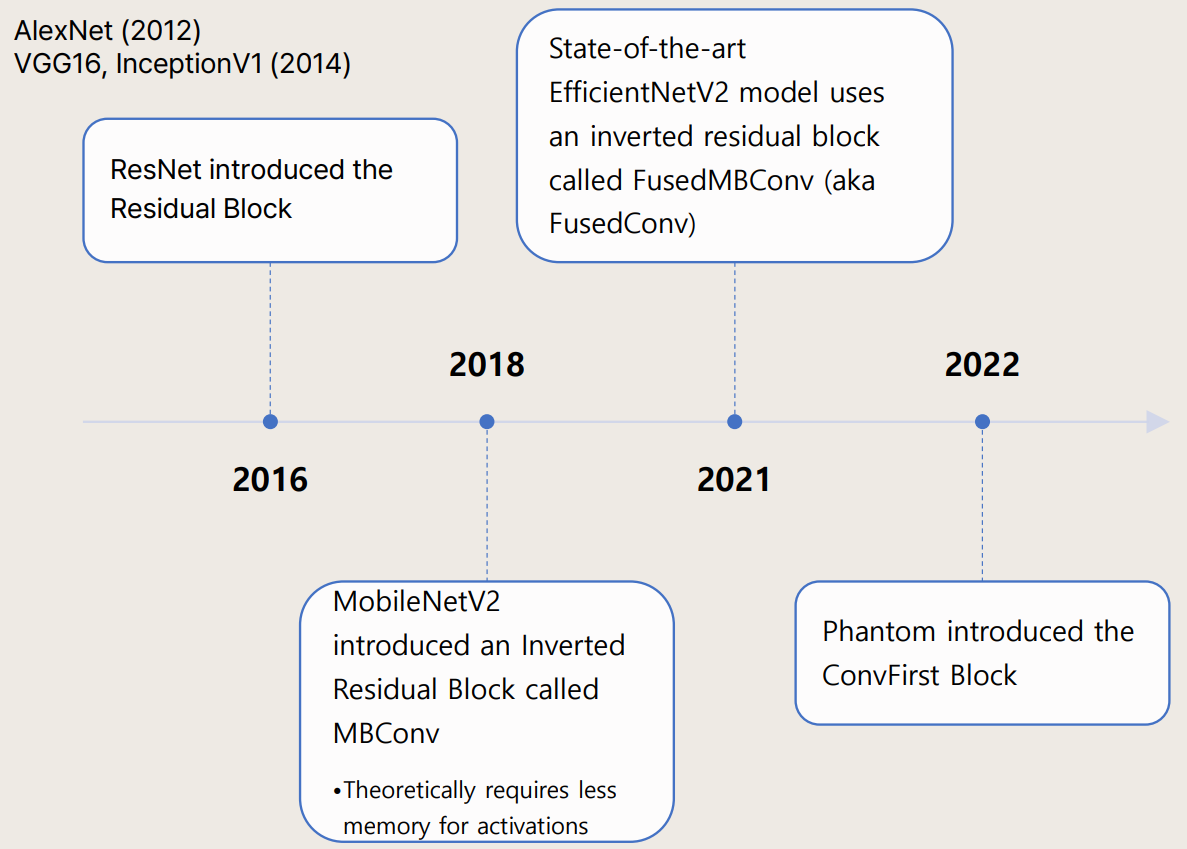 AlexNet (2012)
VGG16, InceptionV1 (2014)
ResNet introduced the
Residual Block
State-of-the-art
EfficientNetV2 model uses
an inverted residual block
called FusedMBConv (aka
FusedConv)
2018
2022
2016
2021
MobileNetV2
introduced an Inverted
Residual Block called
MBConv
•Theoretically requires less
memory for activations
Phantom introduced the
ConvFirst Block